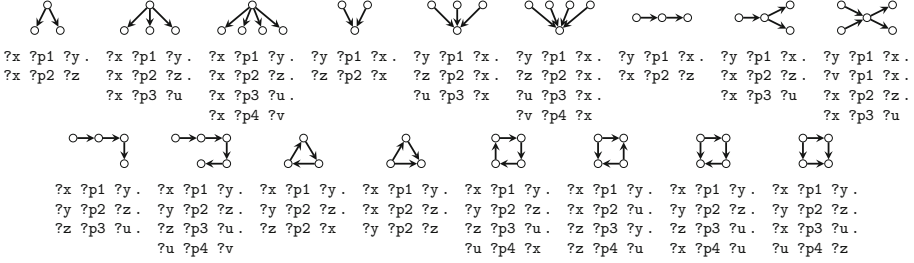 ?x ?p1 ?y .
?x ?p2 ?z
?x ?p1 ?y .
?x ?p2 ?z .
?x ?p3 ?u
?x ?p1 ?y .
?x ?p2 ?z .
?x ?p3 ?u .
?x ?p4 ?v
?y ?p1 ?x .
?z ?p2 ?x
?y ?p1 ?x .
?z ?p2 ?x .
?u ?p3 ?x
?y ?p1 ?x .
?z ?p2 ?x .
?u ?p3 ?x .
?v ?p4 ?x
?y ?p1 ?x .
?x ?p2 ?z
?y ?p1 ?x .
?x ?p2 ?z .
?x ?p3 ?u
?y ?p1 ?x .
?v ?p1 ?x .
?x ?p2 ?z .
?x ?p3 ?u
?x ?p1 ?y .
?y ?p2 ?z .
?z ?p3 ?u .
?x ?p1 ?y .
?y ?p2 ?z .
?z ?p3 ?u .
?u ?p4 ?v
?x ?p1 ?y .
?y ?p2 ?z .
?z ?p2 ?x
?x ?p1 ?y .
?x ?p2 ?z .
?y ?p2 ?z
?x ?p1 ?y .
?y ?p2 ?z .
?z ?p3 ?u .
?u ?p4 ?x
?x ?p1 ?y .
?x ?p2 ?u .
?z ?p3 ?y .
?z ?p4 ?u
?x ?p1 ?y .
?y ?p2 ?z .
?z ?p3 ?u .
?x ?p4 ?u
?x ?p1 ?y .
?y ?p2 ?z .
?x ?p3 ?u .
?u ?p4 ?z